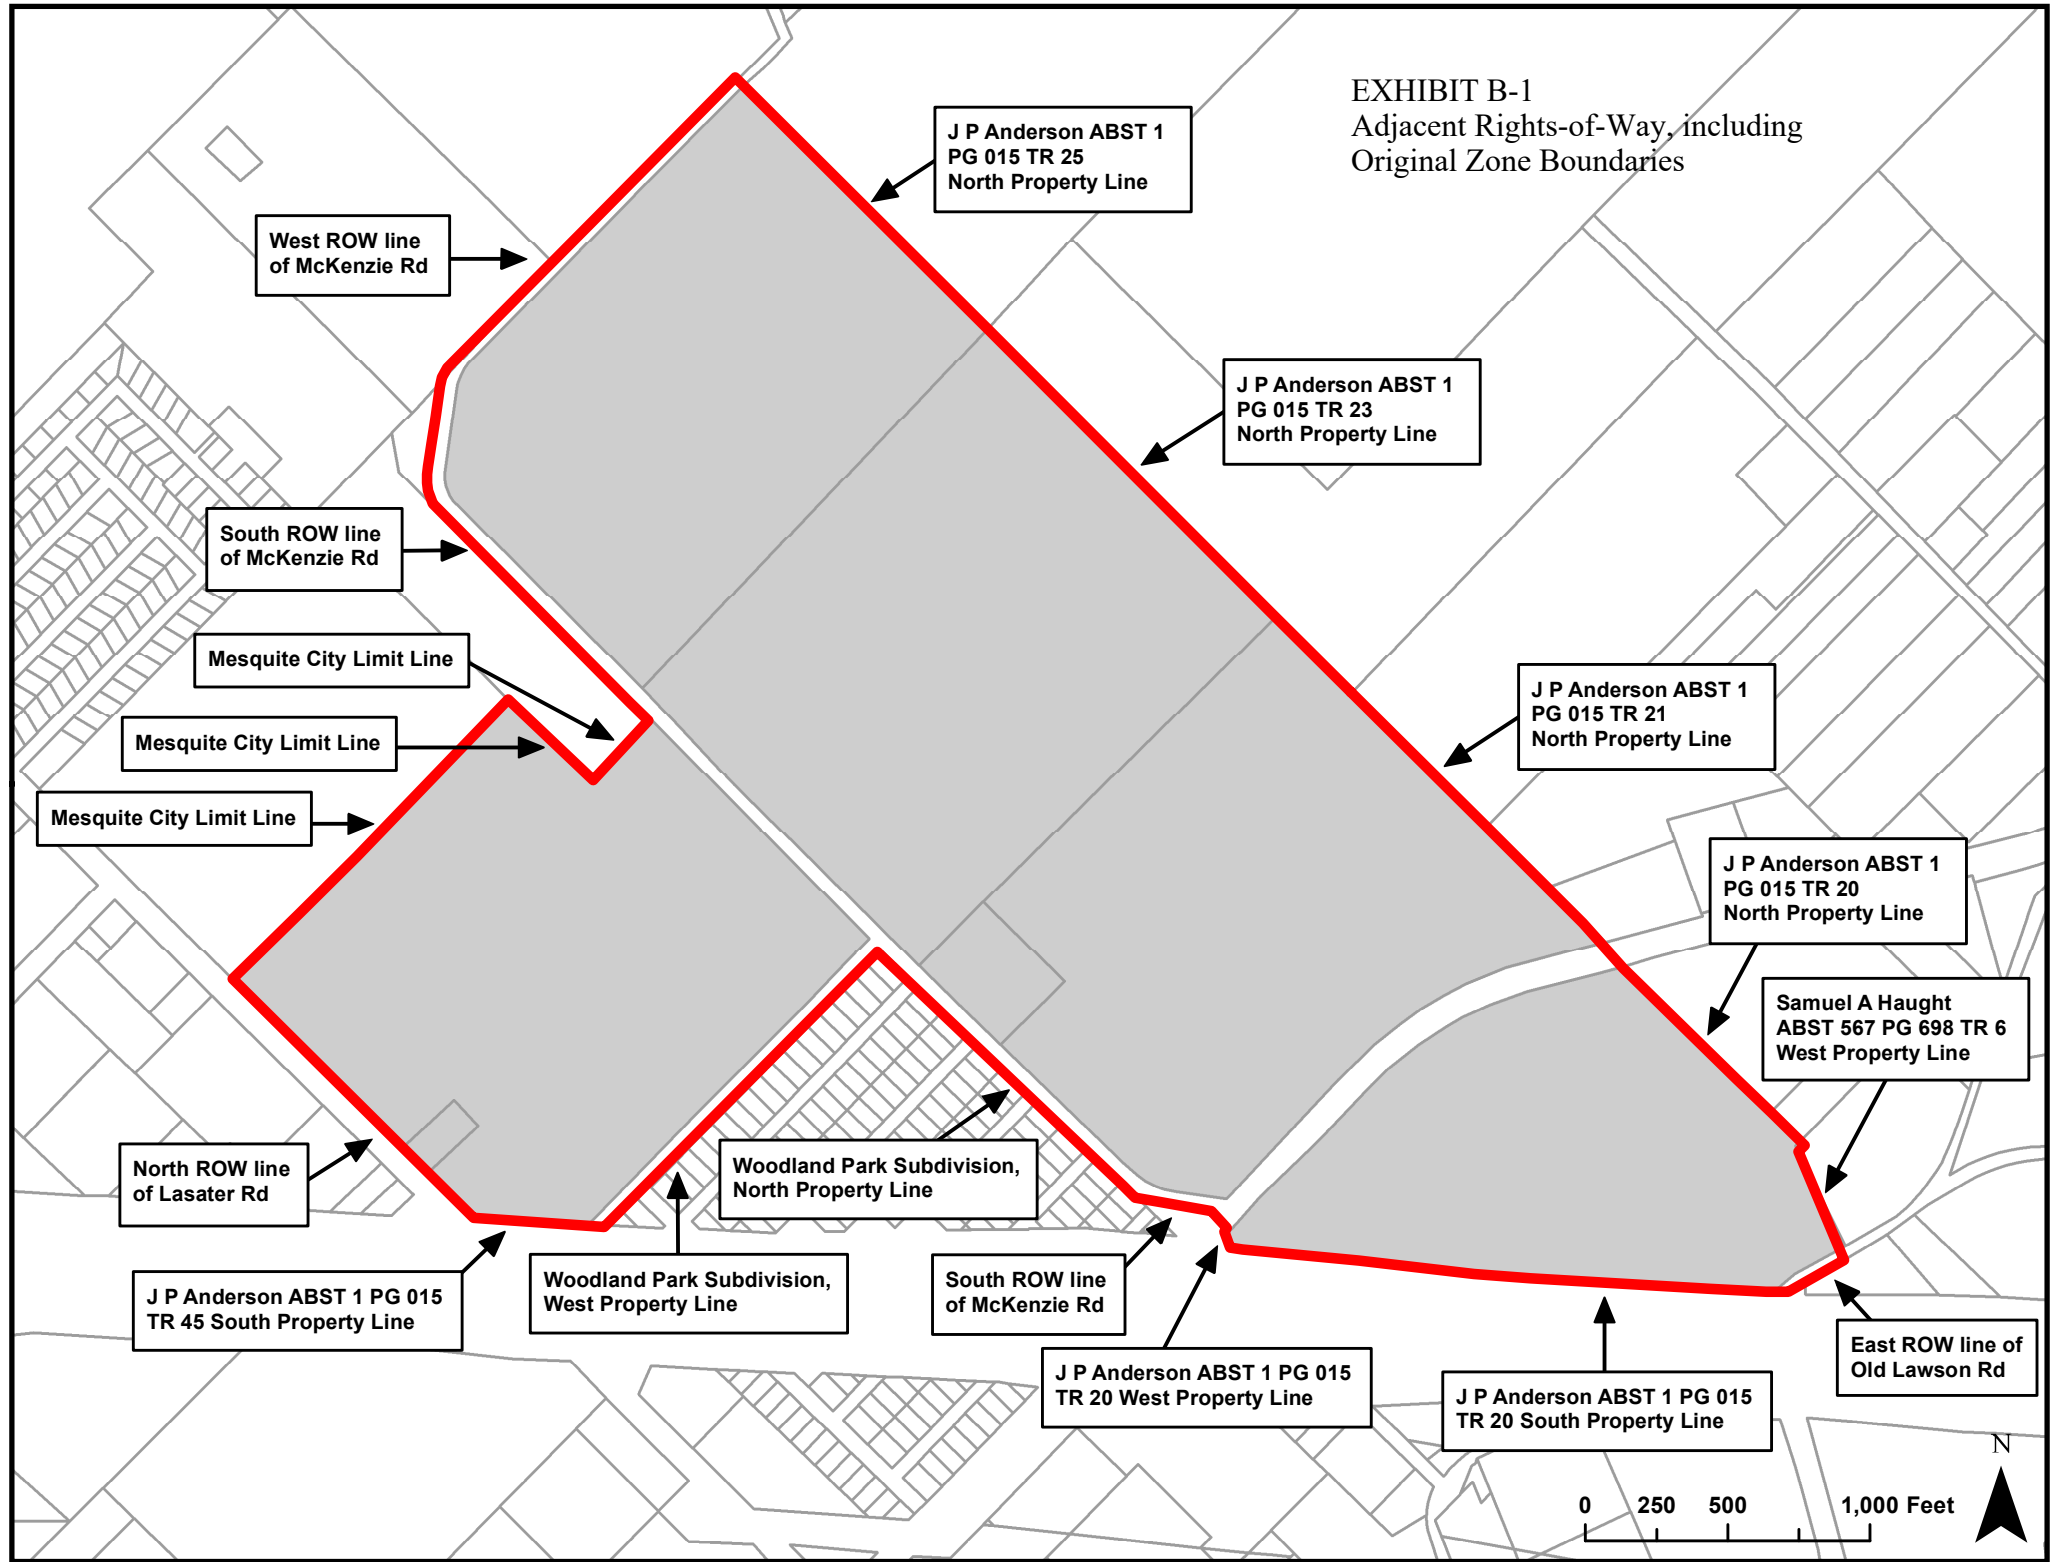 EXHIBIT B-1
Adjacent Rights-of-Way, including
Original Zone Boundaries
J P Anderson ABST 1
PG 015 TR 25
North Property Line
West ROW line
of McKenzie Rd
J P Anderson ABST 1
PG 015 TR 23
North Property Line
South ROW line
of McKenzie Rd
Mesquite City Limit Line
J P Anderson ABST 1
PG 015 TR 21
North Property Line
Mesquite City Limit Line
Mesquite City Limit Line
J P Anderson ABST 1
PG 015 TR 20
North Property Line
Samuel A Haught
ABST 567 PG 698 TR 6
West Property Line
North ROW line
of Lasater Rd
Woodland Park Subdivision,
North Property Line
J P Anderson ABST 1 PG 015
TR 45 South Property Line
Woodland Park Subdivision,
West Property Line
South ROW line
of McKenzie Rd
J P Anderson ABST 1 PG 015
TR 20 West Property Line
J P Anderson ABST 1 PG 015
TR 20 South Property Line
East ROW line of
Old Lawson Rd
N
0 250 500 1,000 Feet